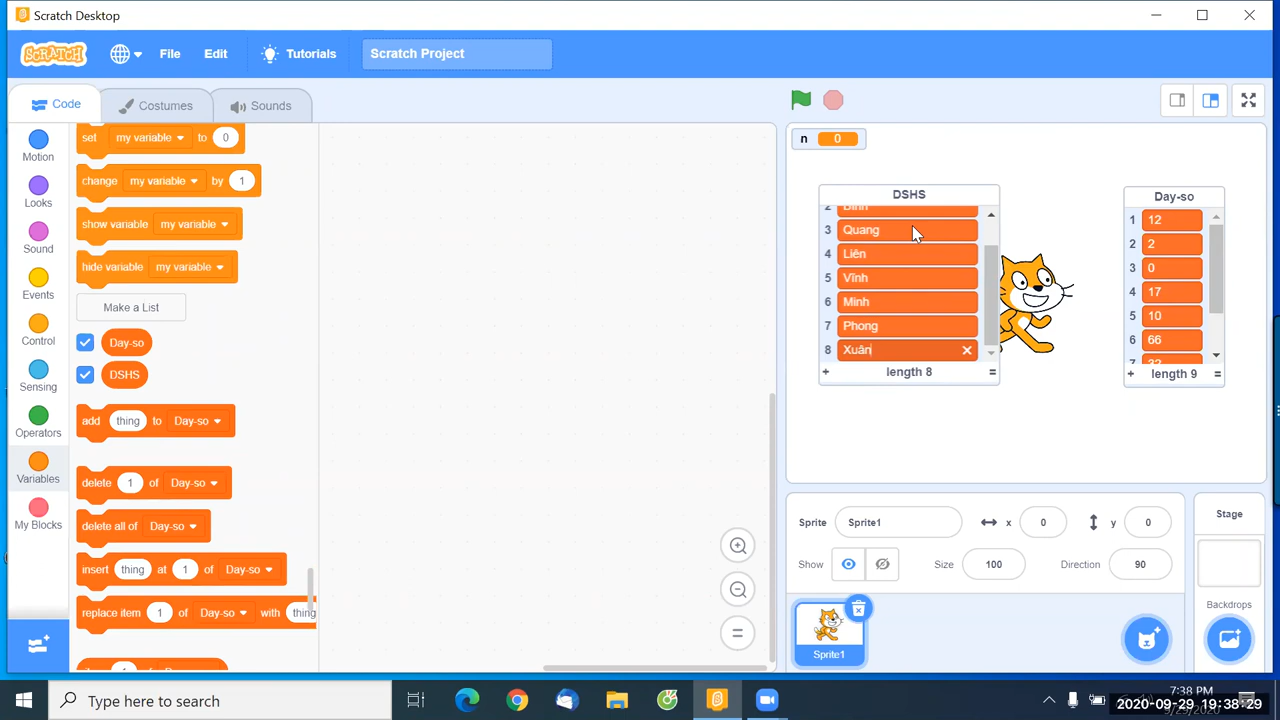 Scratch Desktop
SCRATCH File Edit Tutorials Scratch Project
Code Costumes Sounds
Motion
Looks
Sound
Events
Control
Sensing
Operators
Variables
My Blocks
set my variable to 0
change my variable by 1
show variable my variable
hide variable my variable
Make a List
Day-so
DSHS
add thing to Day-so
delete 1 of Day-so
delete all of Day-so
insert thing at 1 of Day-so
replace item 1 of Day-so with thing
n 0
DSHS
2 Bình
3 Quang
4 Liên
5 Vĩnh
6 Minh
7 Phong
8 Xuân
+ length 8 =
Day-so
1 12
2 2
3 0
4 17
5 10
6 66
7 32
+ length 9 =
Sprite Sprite1 x 0 y 0
Show Size 100 Direction 90
Sprite1
Stage
Backdrops
Type here to search
7:38 PM
2020-09-29 19:38:29